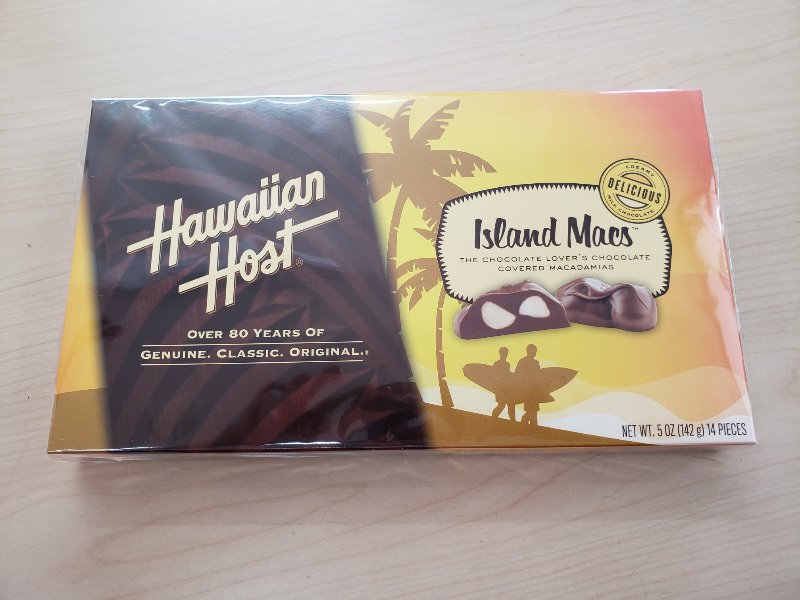 Hawaiian
Host®
OVER 80 YEARS OF
GENUINE. CLASSIC. ORIGINAL.®
CREAMY
DELICIOUS
MILK CHOCOLATE
Island Macs™
THE CHOCOLATE LOVER'S CHOCOLATE
COVERED MACADAMIAS
NET WT. 5 OZ (142 g) 14 PIECES